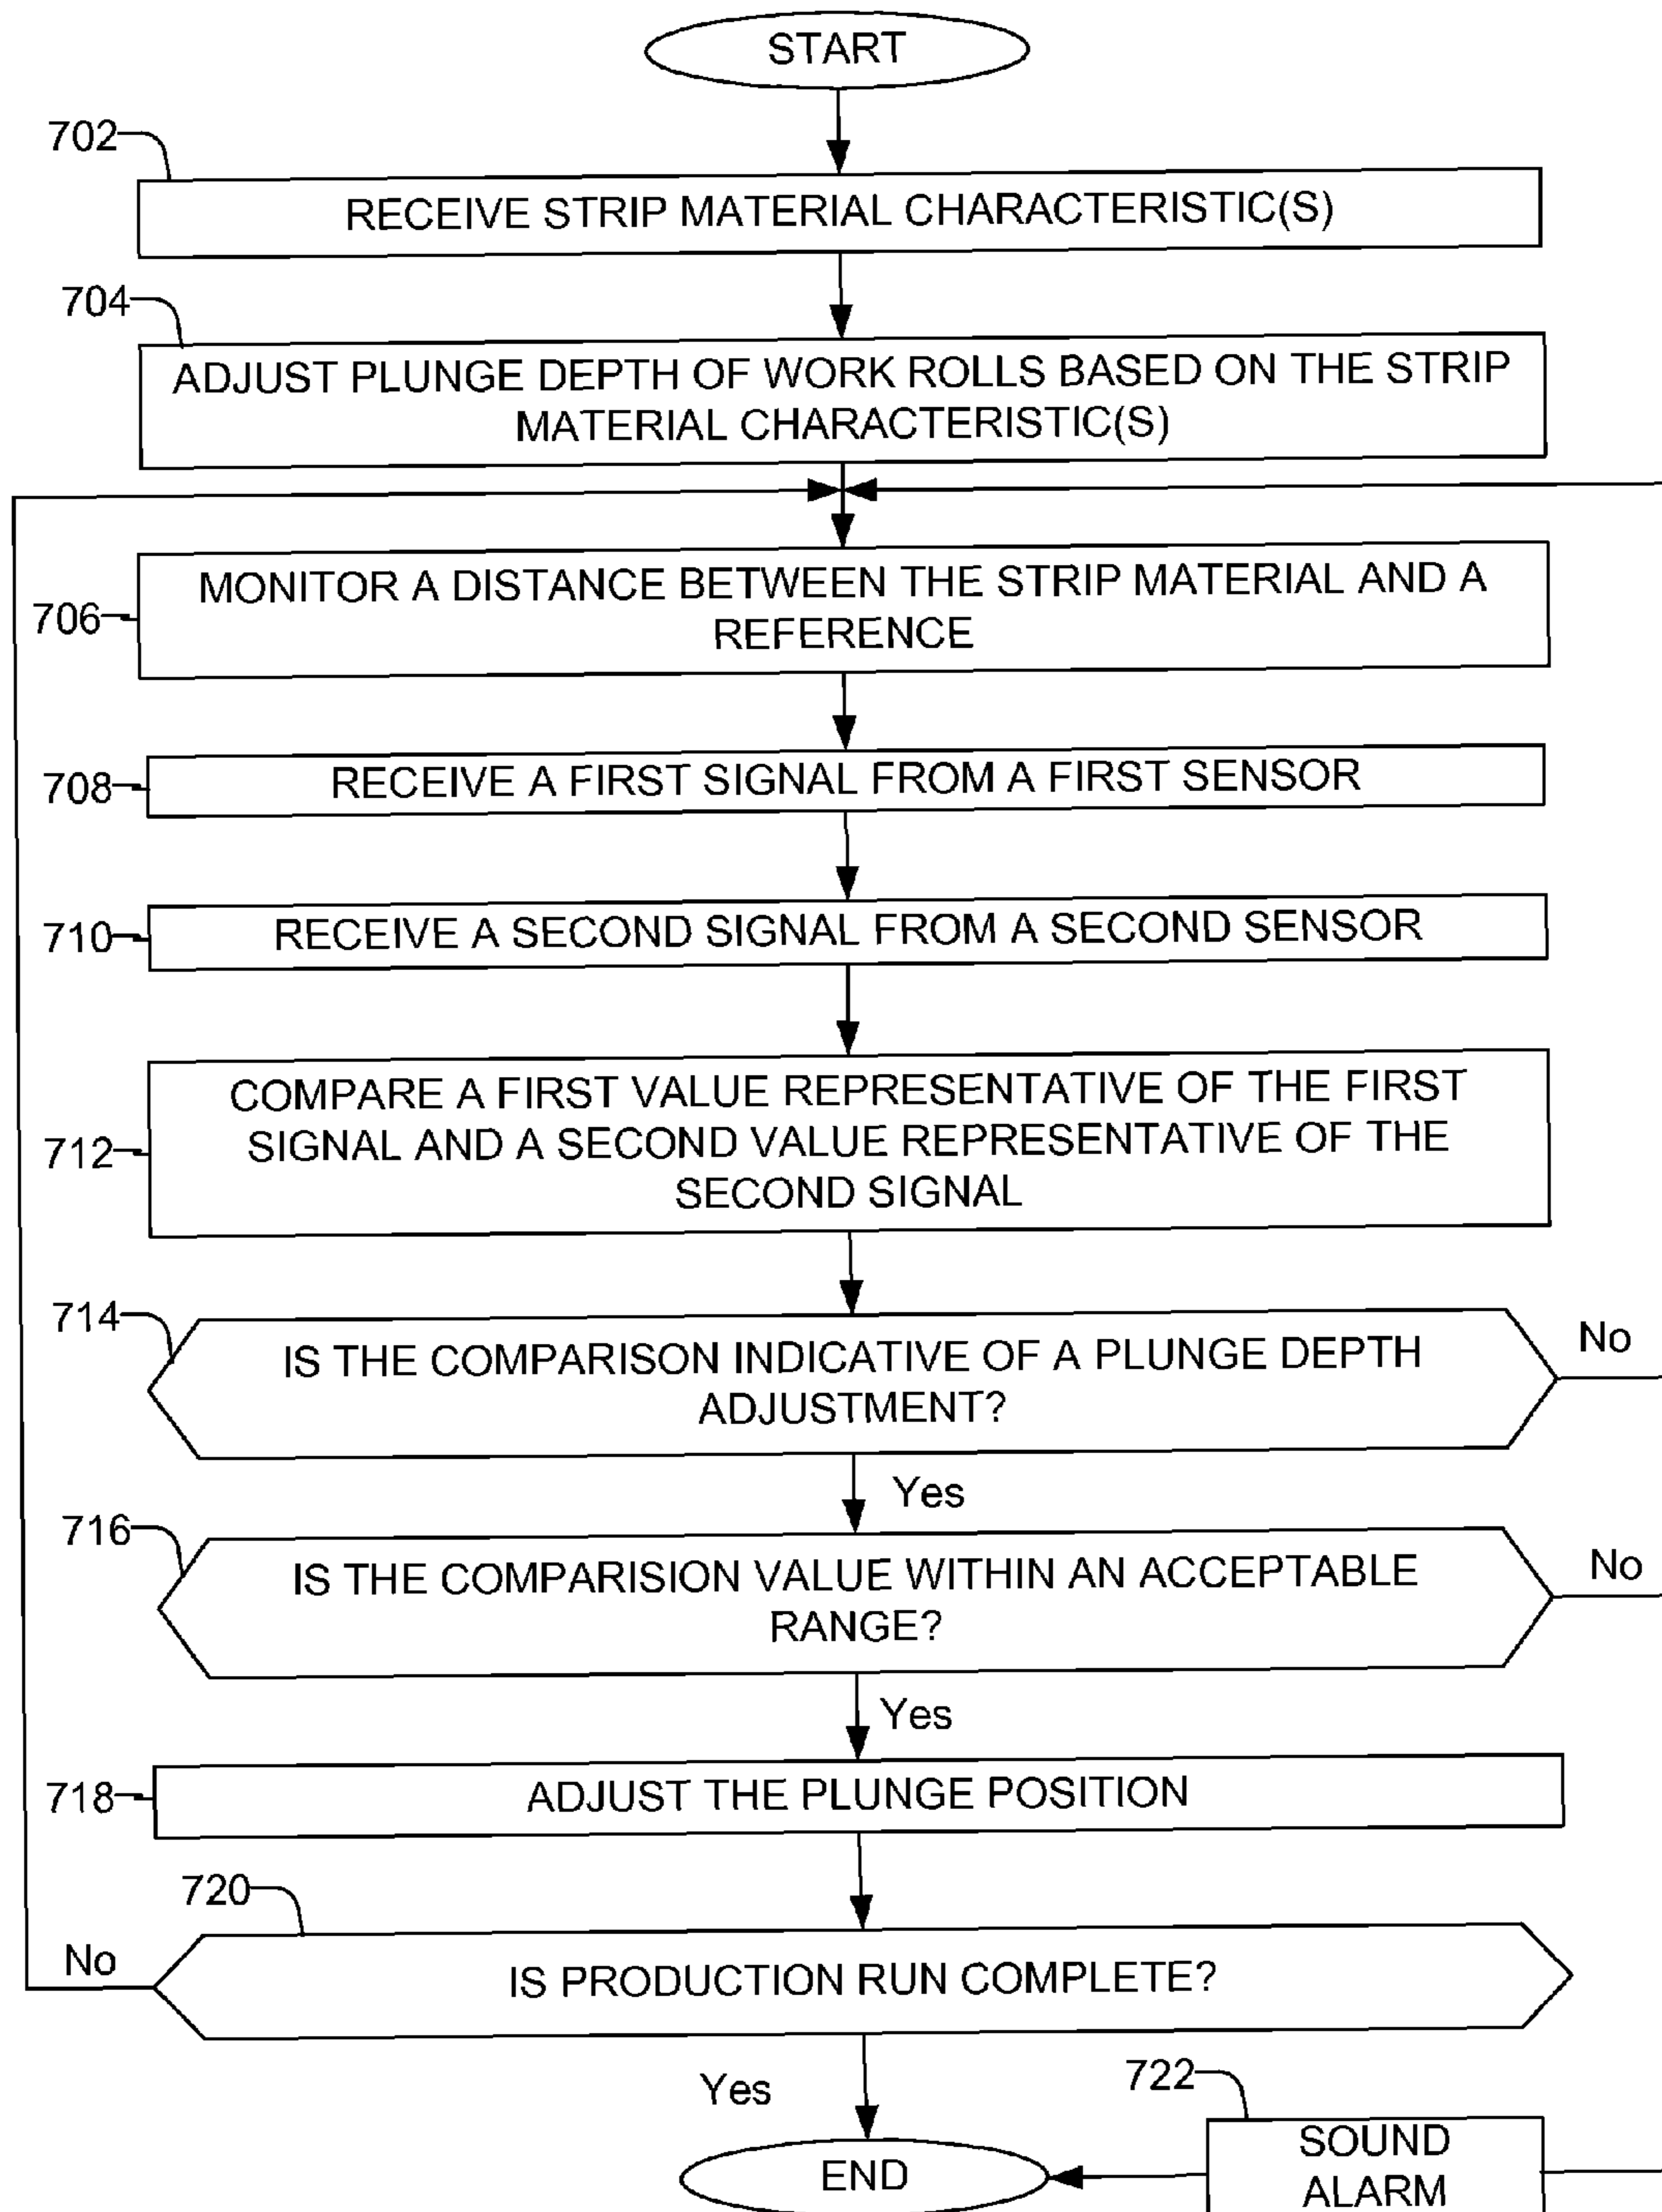 START
702
RECEIVE STRIP MATERIAL CHARACTERISTIC(S)
704
ADJUST PLUNGE DEPTH OF WORK ROLLS BASED ON THE STRIP
MATERIAL CHARACTERISTIC(S)
706
MONITOR A DISTANCE BETWEEN THE STRIP MATERIAL AND A
REFERENCE
708
RECEIVE A FIRST SIGNAL FROM A FIRST SENSOR
710
RECEIVE A SECOND SIGNAL FROM A SECOND SENSOR
712
COMPARE A FIRST VALUE REPRESENTATIVE OF THE FIRST
SIGNAL AND A SECOND VALUE REPRESENTATIVE OF THE
SECOND SIGNAL
714
IS THE COMPARISON INDICATIVE OF A PLUNGE DEPTH
ADJUSTMENT?
No
Yes
716
IS THE COMPARISION VALUE WITHIN AN ACCEPTABLE
RANGE?
No
Yes
718
ADJUST THE PLUNGE POSITION
720
No
IS PRODUCTION RUN COMPLETE?
Yes
722
SOUND
ALARM
END